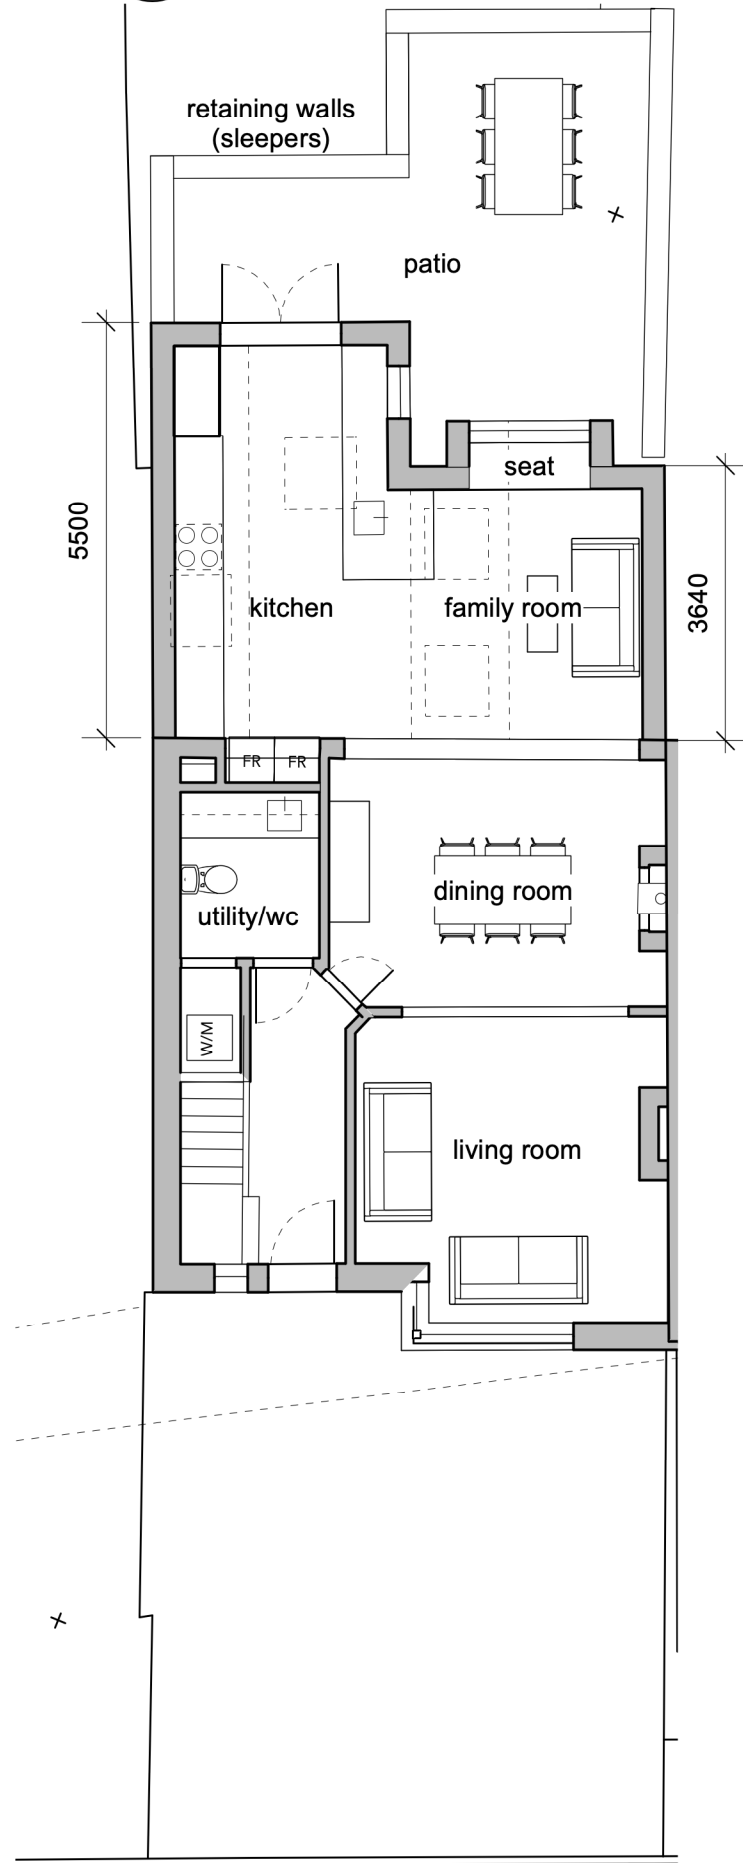 retaining walls
(sleepers)
patio
seat
5500
3640
kitchen
family room
FR
FR
dining room
utility/wc
W/M
living room